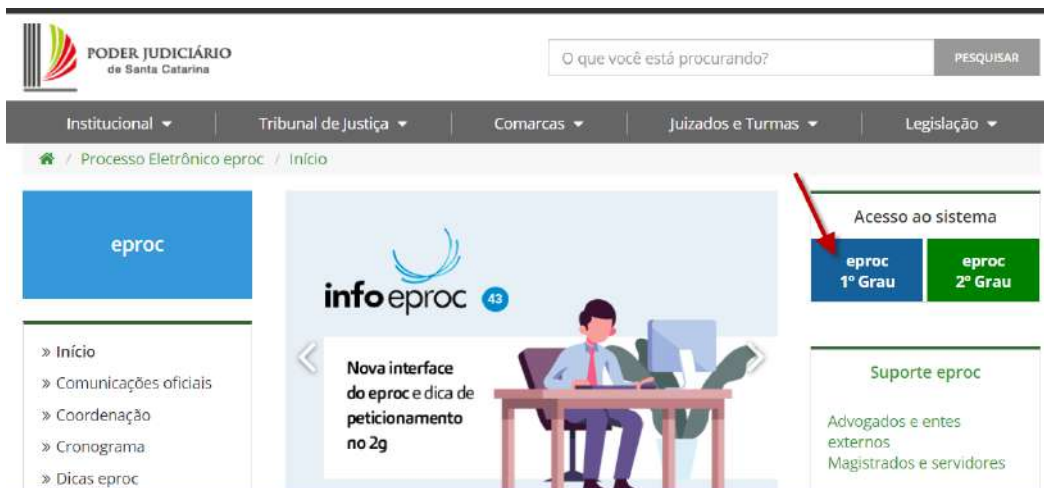 PODER JUDICIÁRIO
de Santa Catarina
O que você está procurando?
PESQUISAR
Institucional
Tribunal de Justiça
Comarcas
Juizados e Turmas
Legislação
/ Processo Eletrônico eproc / Início
eproc
» Início
» Comunicações oficiais
» Coordenação
» Cronograma
» Dicas eproc
infoeproc 43
Nova interface
do eproc e dica de
peticionamento
no 2g
Acesso ao sistema
eproc
1º Grau
eproc
2º Grau
Suporte eproc
Advogados e entes
externos
Magistrados e servidores